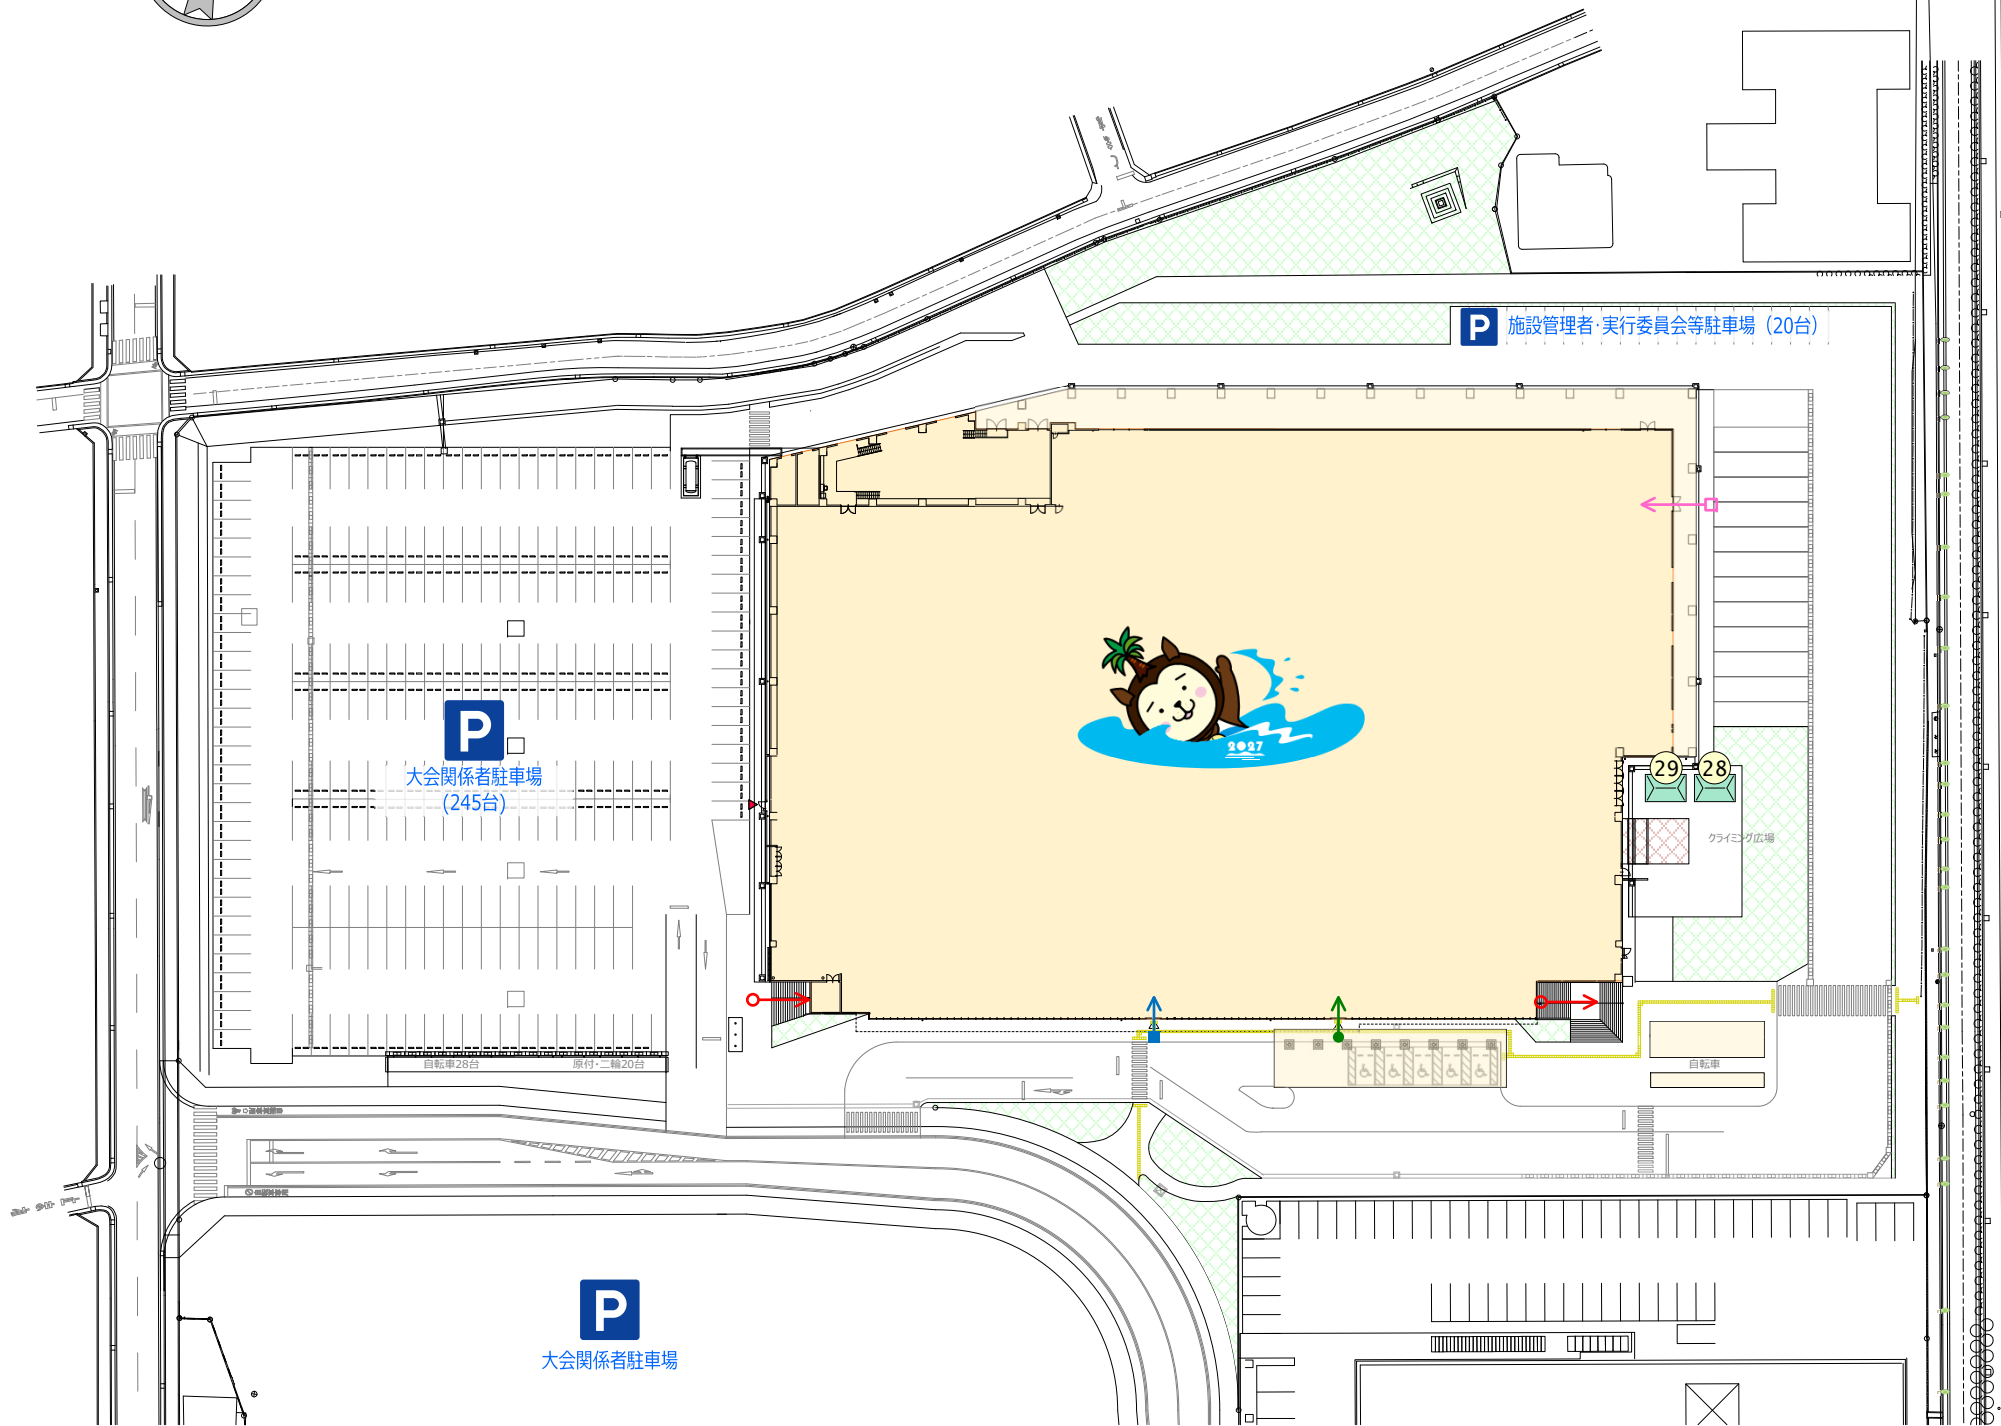 P 施設管理者・実行委員会等駐車場（20台）
P
大会関係者駐車場
(245台)
2027
29
28
クライミング広場
自転車28台
原付・二輪20台
自転車
P
大会関係者駐車場